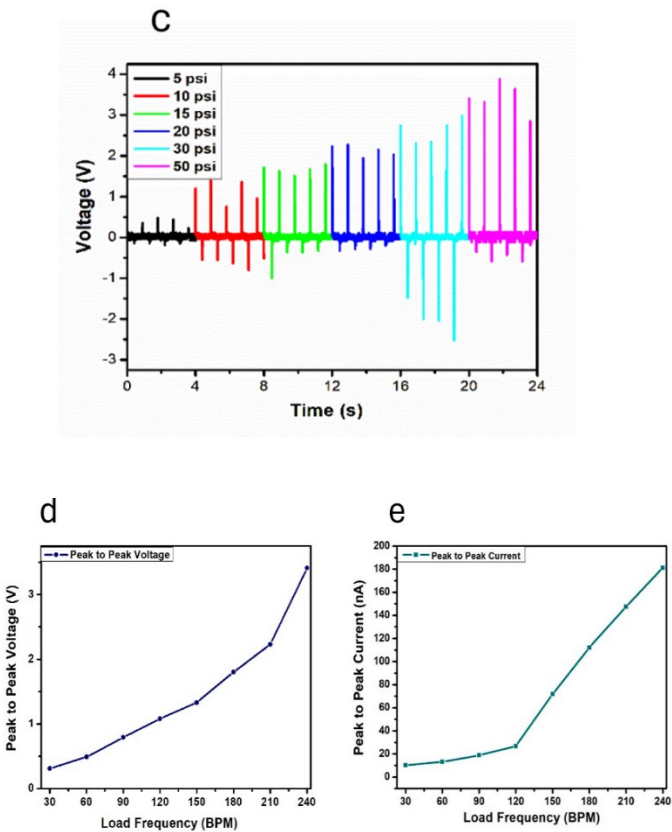 C
5 psi
10 psi
15 psi
20 psi
30 psi
50 psi
4
3
2
1
0
-1
-2
-3
Voltage (V)
0 4 8 12 16 20 24
Time (s)
d
Peak to Peak Voltage
3
2
1
0
Peak to Peak Voltage (V)
30 60 90 120 150 180 210 240
Load Frequency (BPM)
e
Peak to Peak Current
200
180
160
140
120
100
80
60
40
20
0
Peak to Peak Current (nA)
30 60 90 120 150 180 210 240
Load Frequency (BPM)